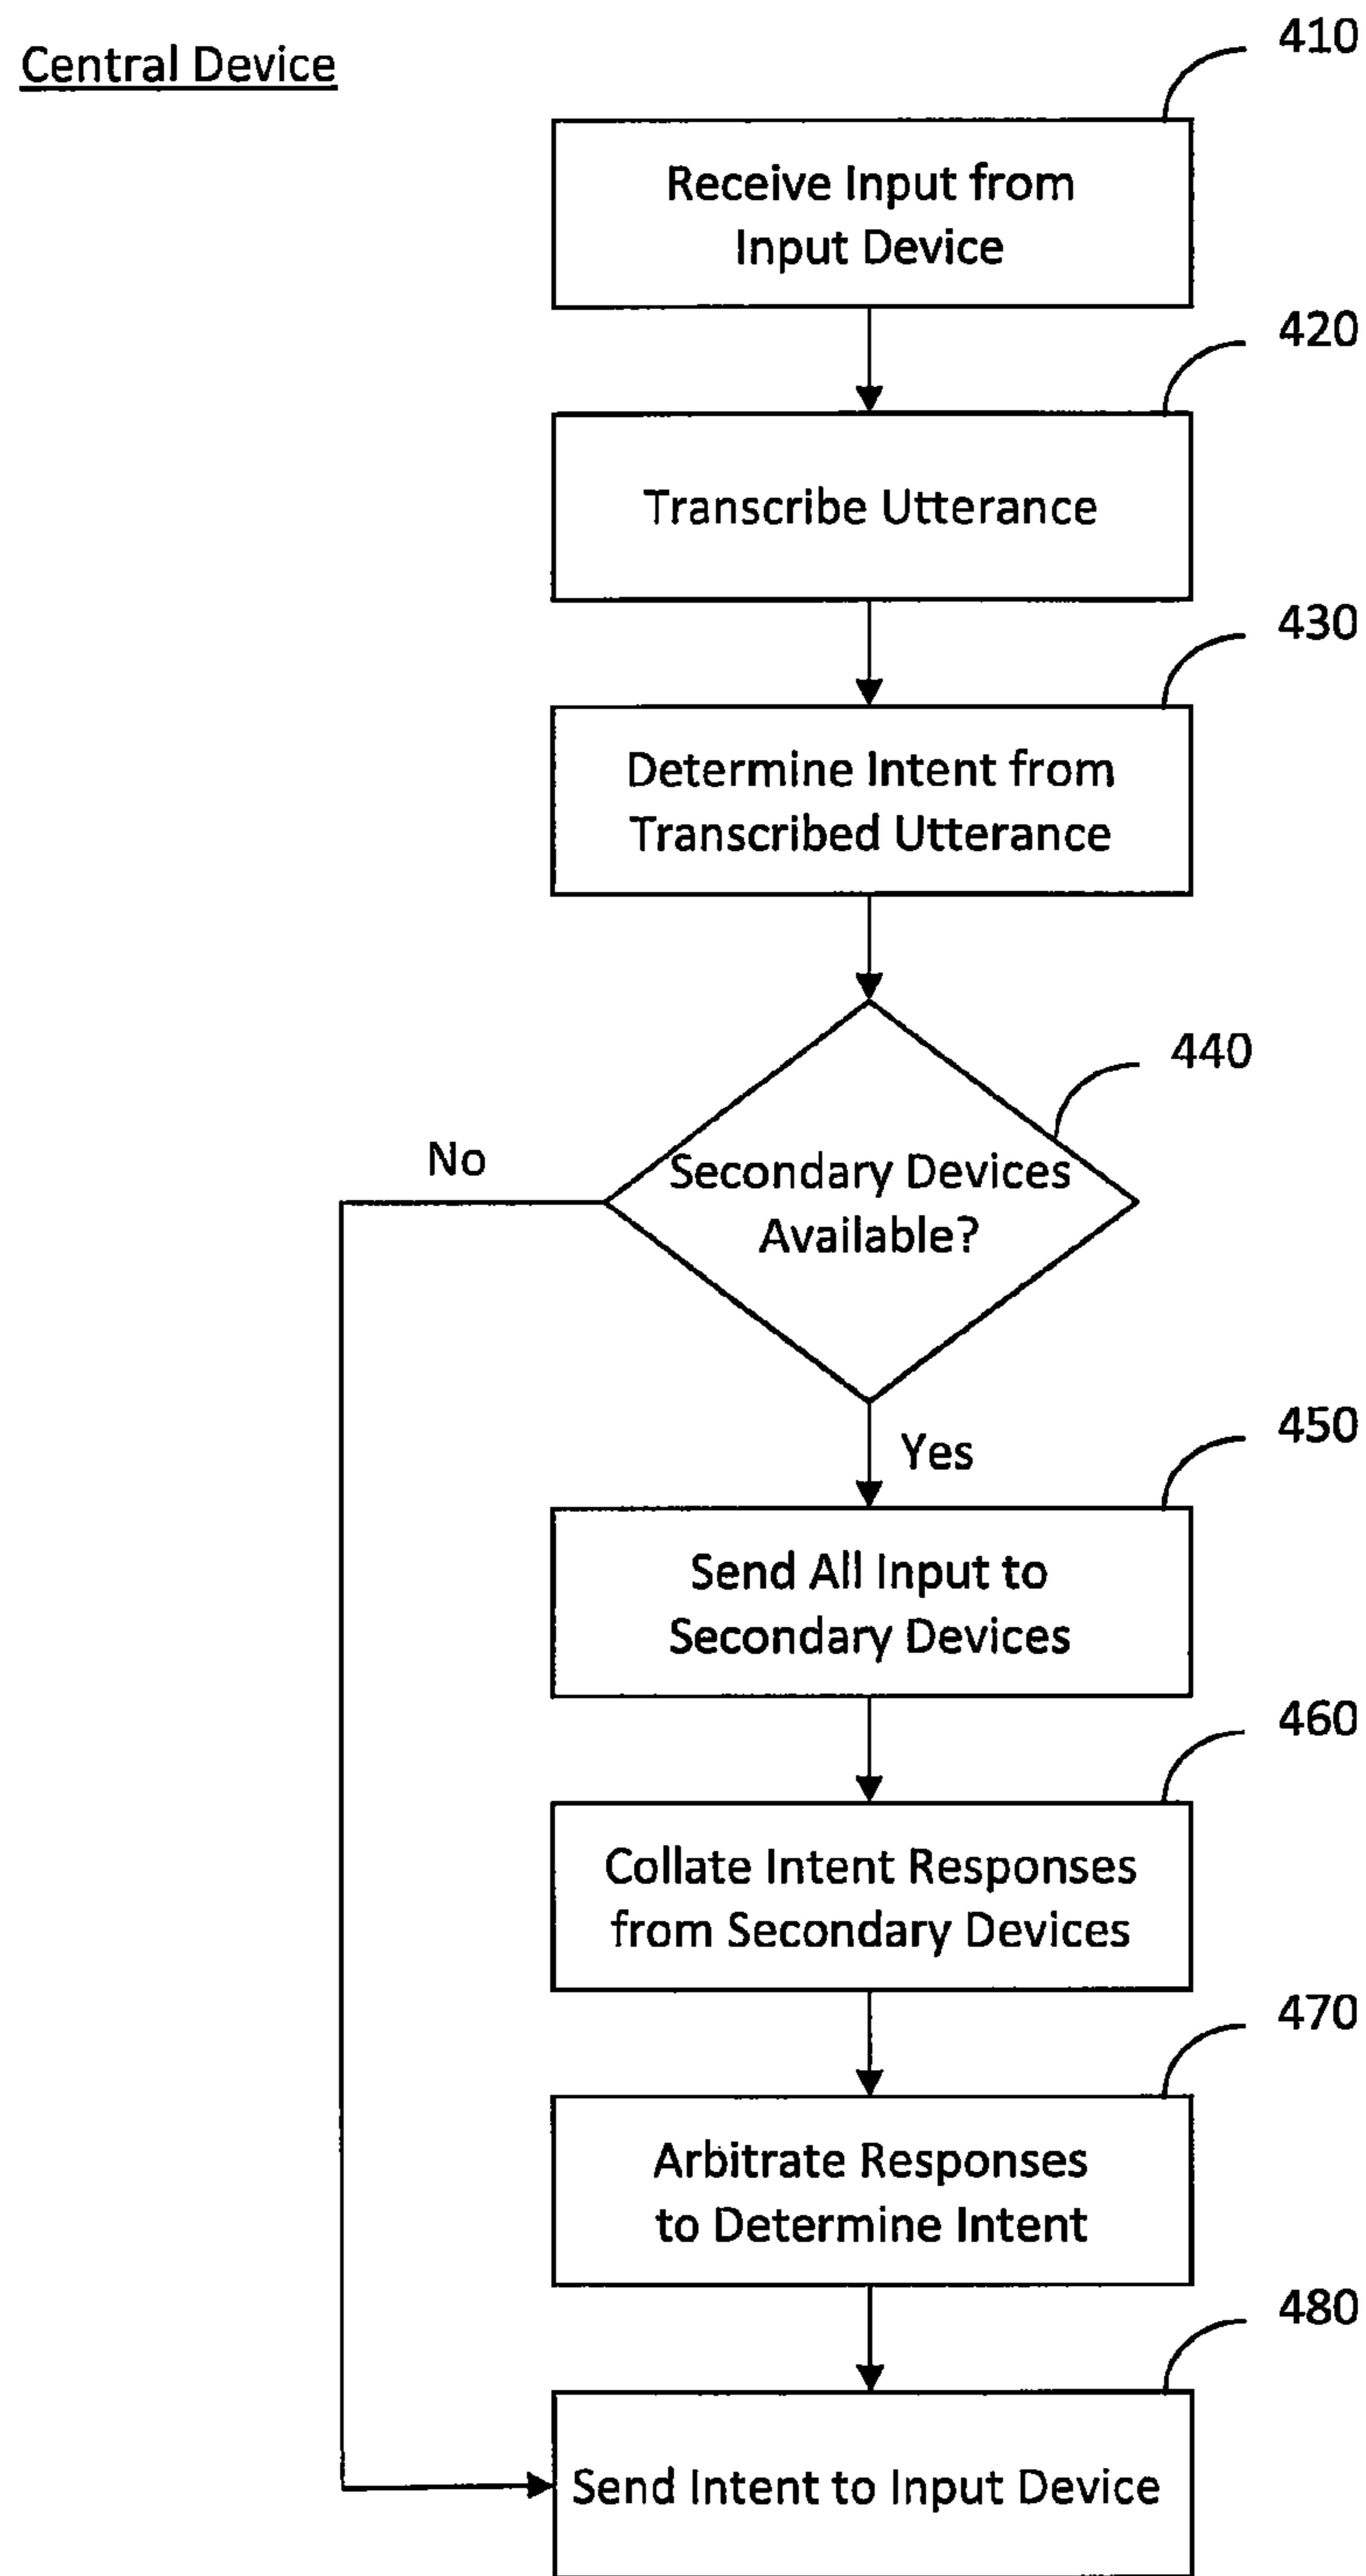 Central Device
410
Receive Input from
Input Device
420
Transcribe Utterance
430
Determine Intent from
Transcribed Utterance
440
No
Secondary Devices
Available?
Yes
450
Send All Input to
Secondary Devices
460
Collate Intent Responses
from Secondary Devices
470
Arbitrate Responses
to Determine Intent
480
Send Intent to Input Device